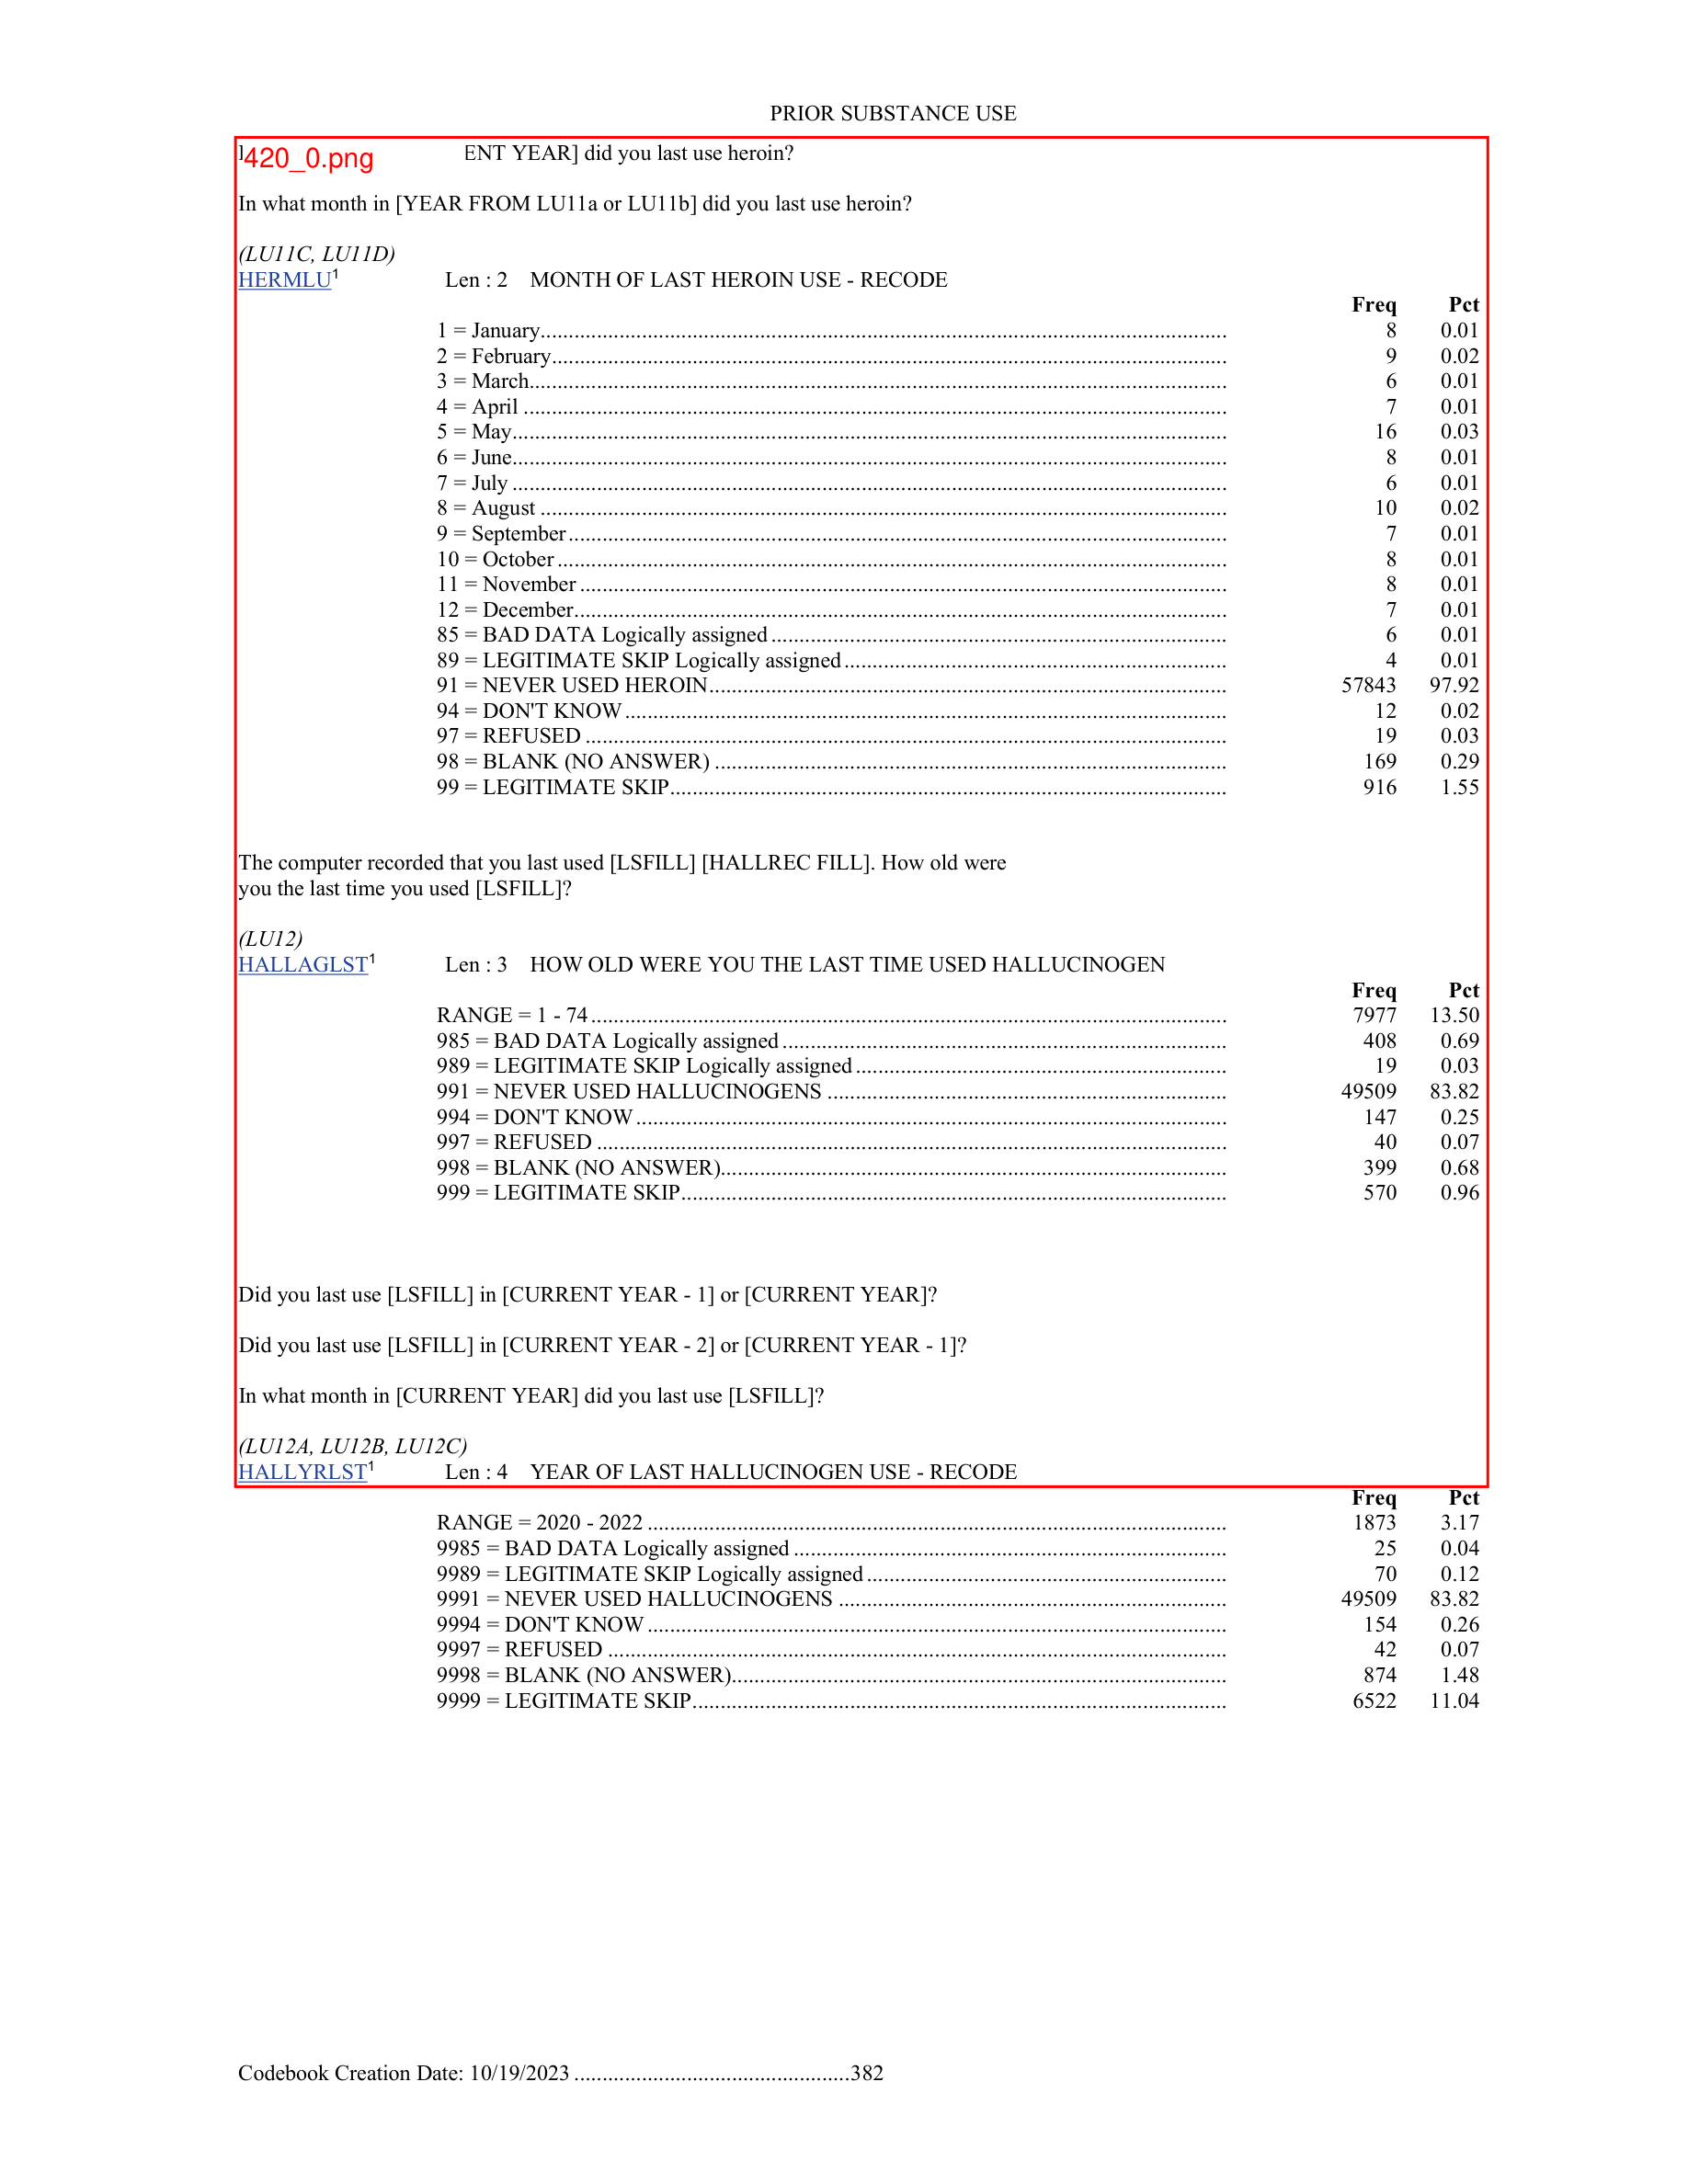 PRIOR SUBSTANCE USE
420_0.png ENT YEAR] did you last use heroin?
In what month in [YEAR FROM LU11a or LU11b] did you last use heroin?
(LU11C, LU11D)
HERMLU1 Len : 2 MONTH OF LAST HEROIN USE - RECODE
Freq Pct
1 = January 8 0.01
2 = February 9 0.02
3 = March 6 0.01
4 = April 7 0.01
5 = May 16 0.03
6 = June 8 0.01
7 = July 6 0.01
8 = August 10 0.02
9 = September 7 0.01
10 = October 8 0.01
11 = November 8 0.01
12 = December 7 0.01
85 = BAD DATA Logically assigned 6 0.01
89 = LEGITIMATE SKIP Logically assigned 4 0.01
91 = NEVER USED HEROIN 57843 97.92
94 = DON'T KNOW 12 0.02
97 = REFUSED 19 0.03
98 = BLANK (NO ANSWER) 169 0.29
99 = LEGITIMATE SKIP 916 1.55
The computer recorded that you last used [LSFILL] [HALLREC FILL]. How old were
you the last time you used [LSFILL]?
(LU12)
HALLAGLST1 Len : 3 HOW OLD WERE YOU THE LAST TIME USED HALLUCINOGEN
Freq Pct
RANGE = 1 - 74 7977 13.50
985 = BAD DATA Logically assigned 408 0.69
989 = LEGITIMATE SKIP Logically assigned 19 0.03
991 = NEVER USED HALLUCINOGENS 49509 83.82
994 = DON'T KNOW 147 0.25
997 = REFUSED 40 0.07
998 = BLANK (NO ANSWER) 399 0.68
999 = LEGITIMATE SKIP 570 0.96
Did you last use [LSFILL] in [CURRENT YEAR - 1] or [CURRENT YEAR]?
Did you last use [LSFILL] in [CURRENT YEAR - 2] or [CURRENT YEAR - 1]?
In what month in [CURRENT YEAR] did you last use [LSFILL]?
(LU12A, LU12B, LU12C)
HALLYRLST1 Len : 4 YEAR OF LAST HALLUCINOGEN USE - RECODE
Freq Pct
RANGE = 2020 - 2022 1873 3.17
9985 = BAD DATA Logically assigned 25 0.04
9989 = LEGITIMATE SKIP Logically assigned 70 0.12
9991 = NEVER USED HALLUCINOGENS 49509 83.82
9994 = DON'T KNOW 154 0.26
9997 = REFUSED 42 0.07
9998 = BLANK (NO ANSWER) 874 1.48
9999 = LEGITIMATE SKIP 6522 11.04
Codebook Creation Date: 10/19/2023 382